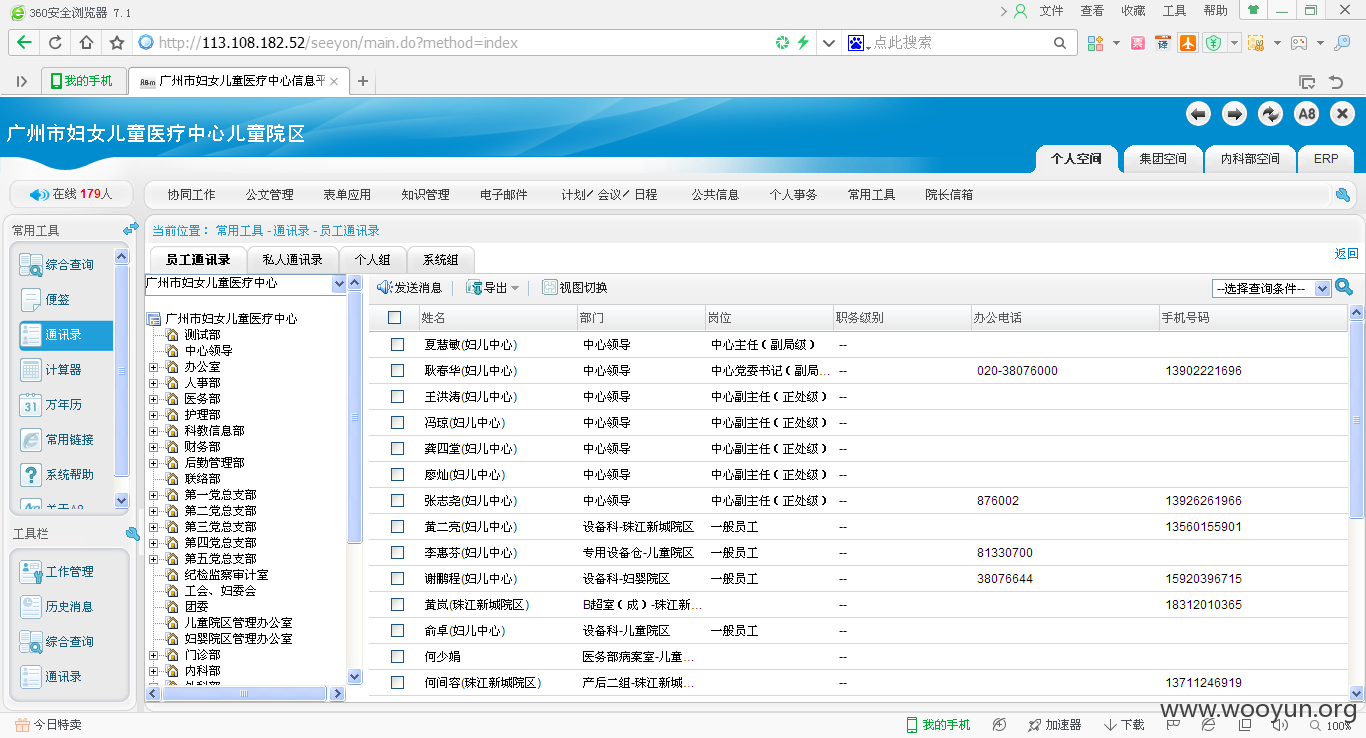 360安全浏览器 7.1
文件 查看 收藏 工具 帮助
http://113.108.182.52/seeyon/main.do?method=index
点此搜索
我的手机
A8-m 广州市妇女儿童医疗中心信息平
广州市妇女儿童医疗中心儿童院区
A8
个人空间 集团空间 内科部空间 ERP
在线 179人
协同工作 公文管理 表单应用 知识管理 电子邮件 计划/ 会议/ 日程 公共信息 个人事务 常用工具 院长信箱
常用工具
综合查询
便签
通讯录
计算器
31 万年历
常用链接
系统帮助
关于A8
工具栏
工作管理
历史消息
综合查询
通讯录
当前位置： 常用工具 - 通讯录 - 员工通讯录
员工通讯录 私人通讯录 个人组 系统组
返回
广州市妇女儿童医疗中心
广州市妇女儿童医疗中心
测试部
中心领导
办公室
人事部
医务部
护理部
科教信息部
财务部
后勤管理部
联络部
第一党总支部
第二党总支部
第三党总支部
第四党总支部
第五党总支部
纪检监察审计室
工会、妇委会
团委
儿童院区管理办公室
妇婴院区管理办公室
门诊部
内科部
外科部
发送消息 导出 视图切换
--选择查询条件--
姓名 部门 岗位 职务级别 办公电话 手机号码
夏慧敏(妇儿中心) 中心领导 中心主任（副局级） --
耿春华(妇儿中心) 中心领导 中心党委书记（副局... -- 020-38076000 13902221696
王洪涛(妇儿中心) 中心领导 中心副主任（正处级） --
冯琼(妇儿中心) 中心领导 中心副主任（正处级） --
龚四堂(妇儿中心) 中心领导 中心副主任（正处级） --
廖灿(妇儿中心) 中心领导 中心副主任（正处级） --
张志尧(妇儿中心) 中心领导 中心副主任（正处级） -- 876002 13926261966
黄二亮(妇儿中心) 设备科-珠江新城院区 一般员工 -- 13560155901
李惠芬(妇儿中心) 专用设备仓-儿童院区 一般员工 -- 81330700
谢鹏程(妇儿中心) 设备科-妇婴院区 一般员工 -- 38076644 15920396715
黄岚(珠江新城院区) B超室（成）-珠江新... -- 18312010365
俞卓(妇儿中心) 设备科-儿童院区 一般员工 --
何少娟 医务部病案室-儿童... --
何间容(珠江新城院区) 产后二组-珠江新城... -- 13711246919
www.wooyun.org
今日特卖
我的手机 加速器 下载 100%